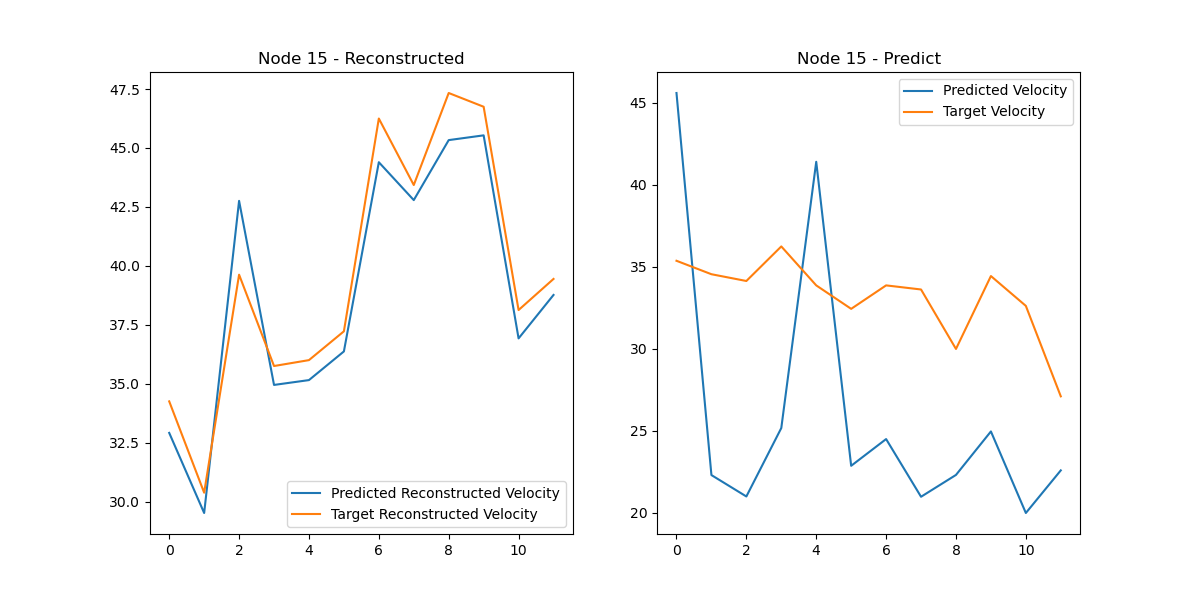 Node 15 - Reconstructed
47.5
45.0
42.5
40.0
37.5
35.0
32.5
30.0
0 2 4 6 8 10
Predicted Reconstructed Velocity
Target Reconstructed Velocity
Node 15 - Predict
45
40
35
30
25
20
0 2 4 6 8 10
Predicted Velocity
Target Velocity